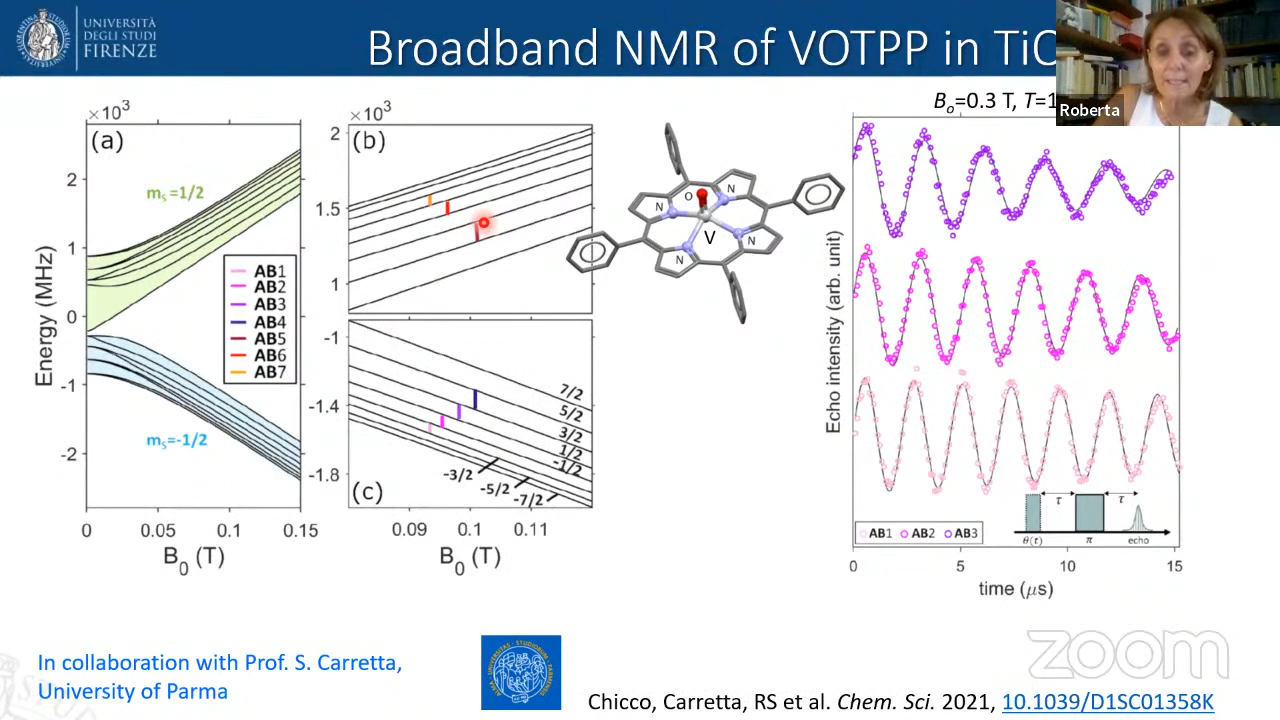 UNIVERSITÀ
DEGLI STUDI
FIRENZE
Broadband NMR of VOTPP in TiO
Roberta
B₀=0.3 T, T=1
×10³
(a)
2
1
0
-1
-2
mS=1/2
mS=-1/2
AB1
AB2
AB3
AB4
AB5
AB6
AB7
Energy (MHz)
0
0.05
0.1
0.15
B₀ (T)
×10³
(b)
2
1.5
1
-1
-1.4
-1.8
(c)
7/2
5/2
3/2
1/2
-1/2
-3/2
-5/2
-7/2
0.09
0.1
0.11
B₀ (T)
O
N
N
N
N
V
Echo intensity (arb. unit)
τ
τ
θ(t)
π
echo
AB1 AB2 AB3
0
5
10
15
time (μs)
In collaboration with Prof. S. Carretta,
University of Parma
zoom
Chicco, Carretta, RS et al. Chem. Sci. 2021, 10.1039/D1SC01358K